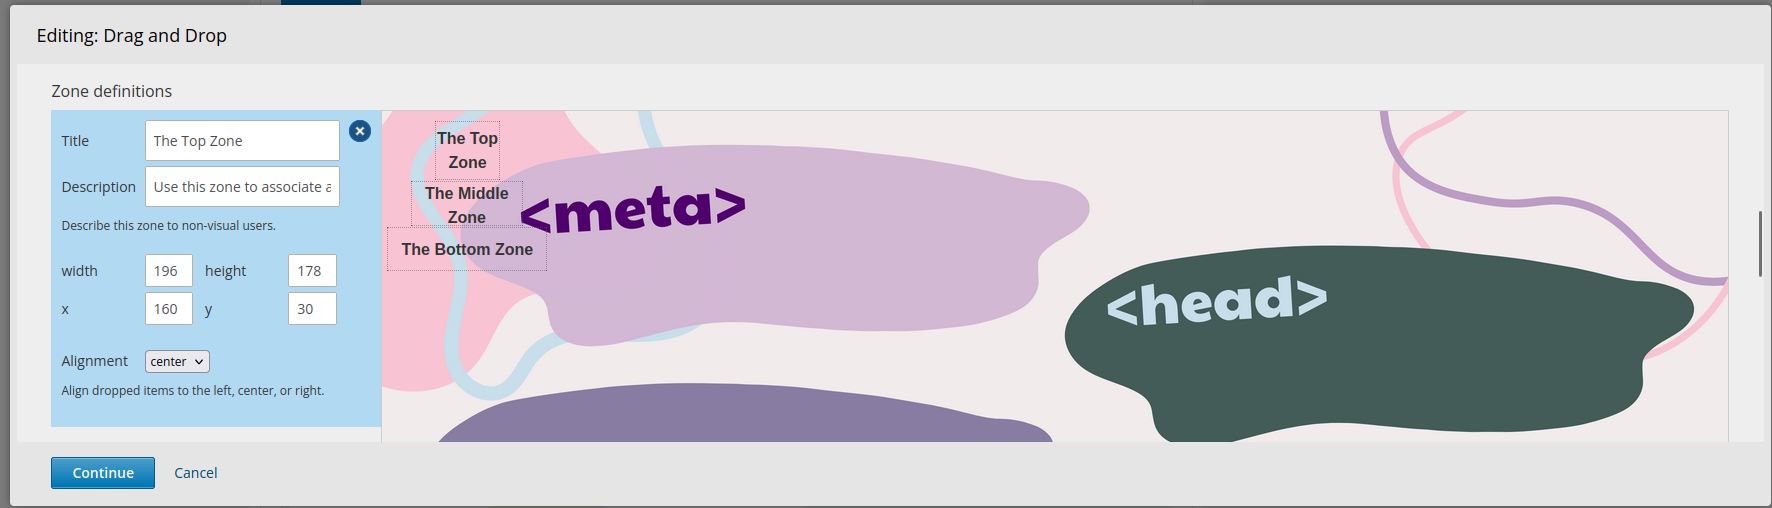 Editing: Drag and Drop
Zone definitions
Title
The Top Zone
Description
Use this zone to associate a
Describe this zone to non-visual users.
width
196
height
178
x
160
y
30
Alignment
center
Align dropped items to the left, center, or right.
The Top
Zone
The Middle
Zone
The Bottom Zone
<meta>
<head>
Continue
Cancel